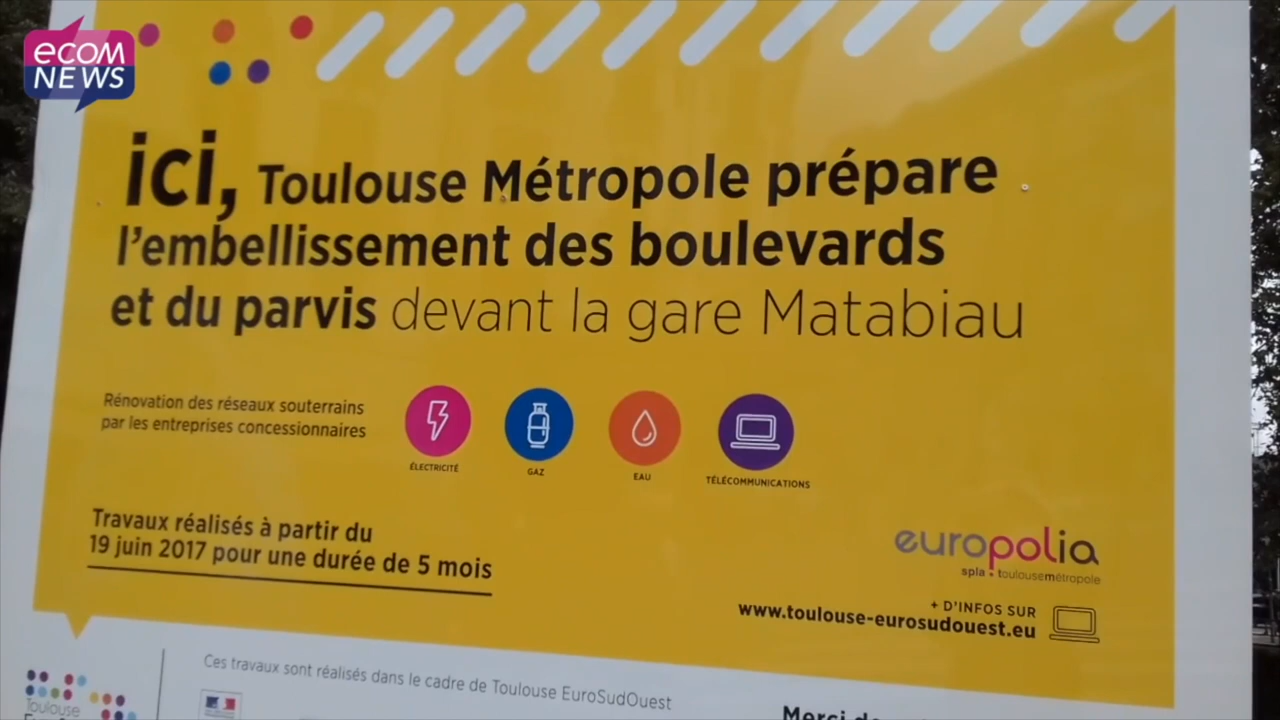 ecom
NEWS
ici, Toulouse Métropole prépare
l'embellissement des boulevards
et du parvis devant la gare Matabiau
Rénovation des réseaux souterrains
par les entreprises concessionnaires
ÉLECTRICITÉ
GAZ
EAU
TÉLÉCOMMUNICATIONS
Travaux réalisés à partir du
19 juin 2017 pour une durée de 5 mois
europolia
spla toulousemétropole
+ D'INFOS SUR
www.toulouse-eurosudouest.eu
Ces travaux sont réalisés dans le cadre de Toulouse EuroSudOuest
Toulouse
Merci